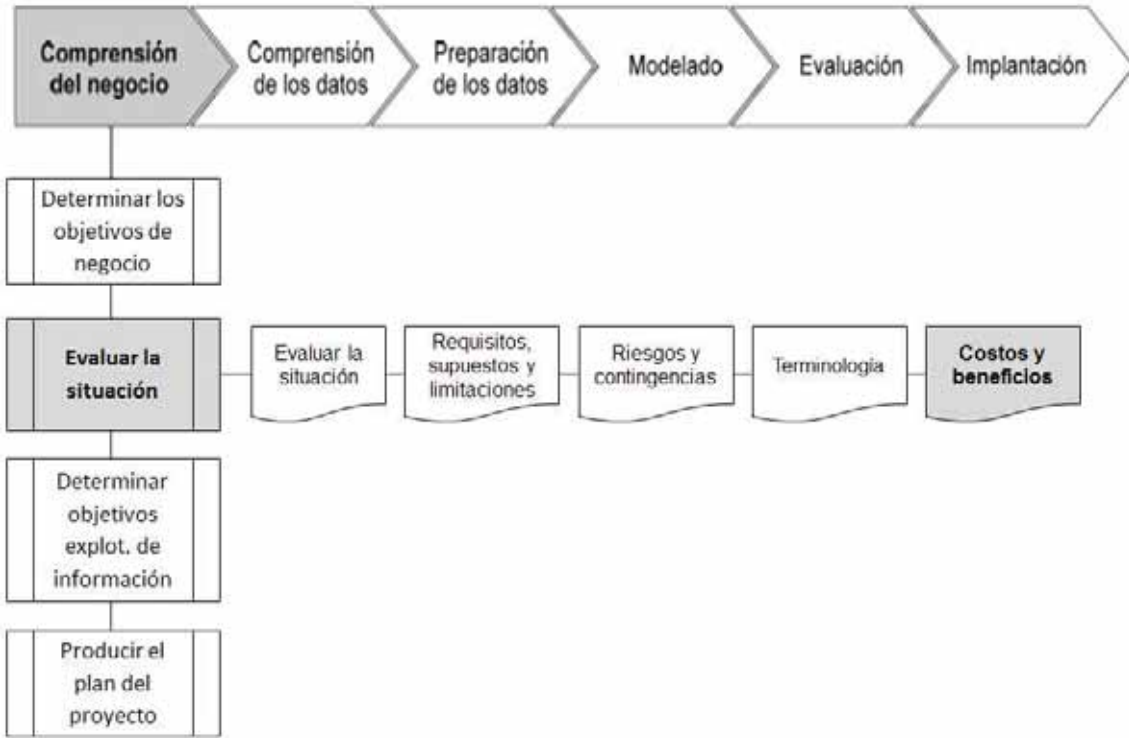 Comprensión
del negocio
Comprensión
de los datos
Preparación
de los datos
Modelado
Evaluación
Implantación
Determinar los
objetivos de
negocio
Evaluar la
situación
Evaluar la
situación
Requisitos,
supuestos y
limitaciones
Riesgos y
contingencias
Terminología
Costos y
beneficios
Determinar
objetivos
explot. de
información
Producir el
plan del
proyecto